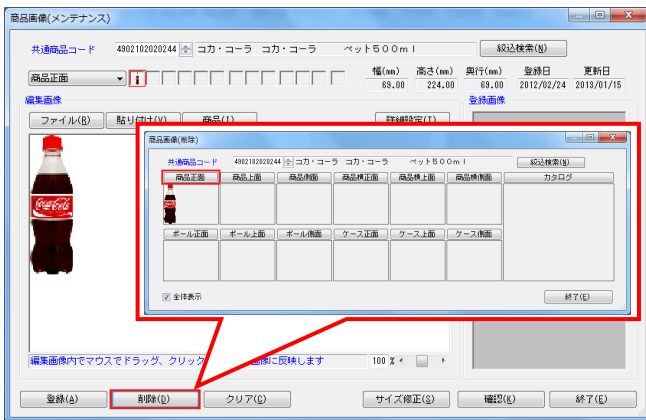 商品画像(メンテナンス)
共通商品コード 4902102020244 コカ・コーラ コカ・コーラ ペット500ml 絞込検索(N)
幅(mm) 高さ(mm) 奥行(mm) 登録日 更新日
商品正面 69.00 224.00 69.00 2012/02/24 2013/01/15
編集画像 登録画像
ファイル(R) 貼り付け(V) 商品(I) 詳細設定(T)
商品画像(削除)
共通商品コード 4902102020244 コカ・コーラ コカ・コーラ ペット500ml 絞込検索(N)
商品正面 商品上面 商品側面 商品横正面 商品横上面 商品横側面 カタログ
Coca-Cola
ボール正面 ボール上面 ボール側面 ケース正面 ケース上面 ケース側面
全体表示 終了(E)
編集画像内でマウスでドラッグ、クリック 画像に反映します 100 %
登録(A) 削除(D) クリア(C) サイズ修正(S) 確認(K) 終了(E)